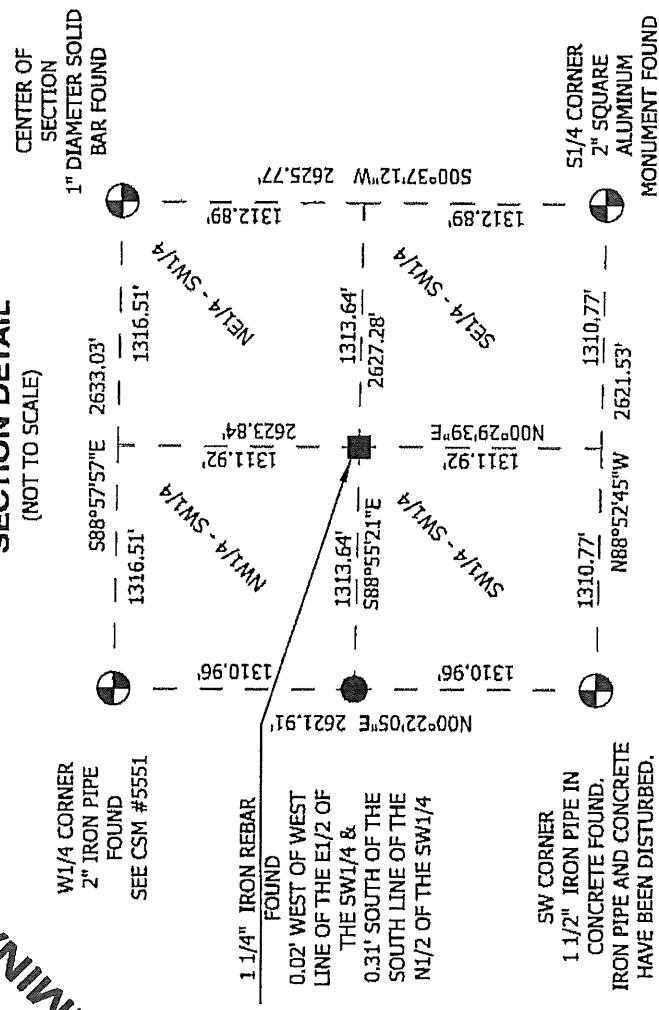 SECTION DETAIL
(NOT TO SCALE)
W1/4 CORNER
2" IRON PIPE
FOUND
SEE CSM #5551
CENTER OF
SECTION
1" DIAMETER SOLID
BAR FOUND
S88°57'57"E 2633.03'
1316.51'
1316.51'
NW1/4 - SW1/4
NE1/4 - SW1/4
1310.96'
1311.92'
2623.84'
1312.89'
N00°22'05"E 2621.91'
S00°37'12"W 2625.77'
1 1/4" IRON REBAR
FOUND
0.02' WEST OF WEST
LINE OF THE E1/2 OF
THE SW1/4 &
0.31' SOUTH OF THE
SOUTH LINE OF THE
N1/2 OF THE SW1/4
1313.64'
S88°55'21"E
1313.64'
2627.28'
SW1/4 - SW1/4
SE1/4 - SW1/4
1310.96'
1311.92'
N00°29'39"E
1312.89'
SW CORNER
1 1/2" IRON PIPE IN
CONCRETE FOUND.
IRON PIPE AND CONCRETE
HAVE BEEN DISTURBED.
1310.77'
N88°52'45"W
1310.77'
2621.53'
S1/4 CORNER
2" SQUARE
ALUMINUM
MONUMENT FOUND